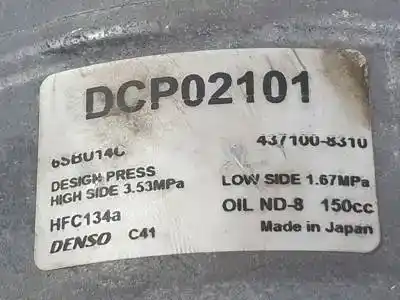 DCP02101
6SBU14C 437100-8310
DESIGN PRESS
HIGH SIDE 3.53MPa LOW SIDE 1.67MPa
HFC134a OIL ND-8 150cc
DENSO C41 Made in Japan